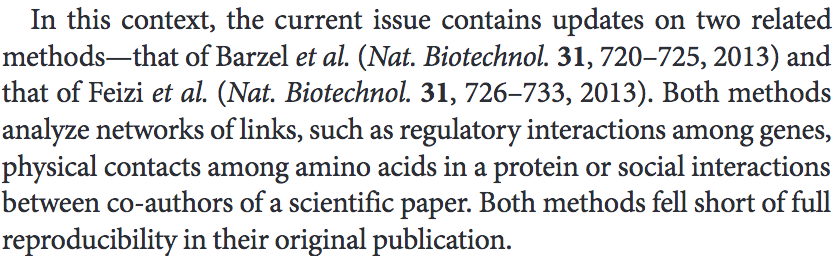 In this context, the current issue contains updates on two related
methods—that of Barzel et al. (Nat. Biotechnol. 31, 720–725, 2013) and
that of Feizi et al. (Nat. Biotechnol. 31, 726–733, 2013). Both methods
analyze networks of links, such as regulatory interactions among genes,
physical contacts among amino acids in a protein or social interactions
between co-authors of a scientific paper. Both methods fell short of full
reproducibility in their original publication.